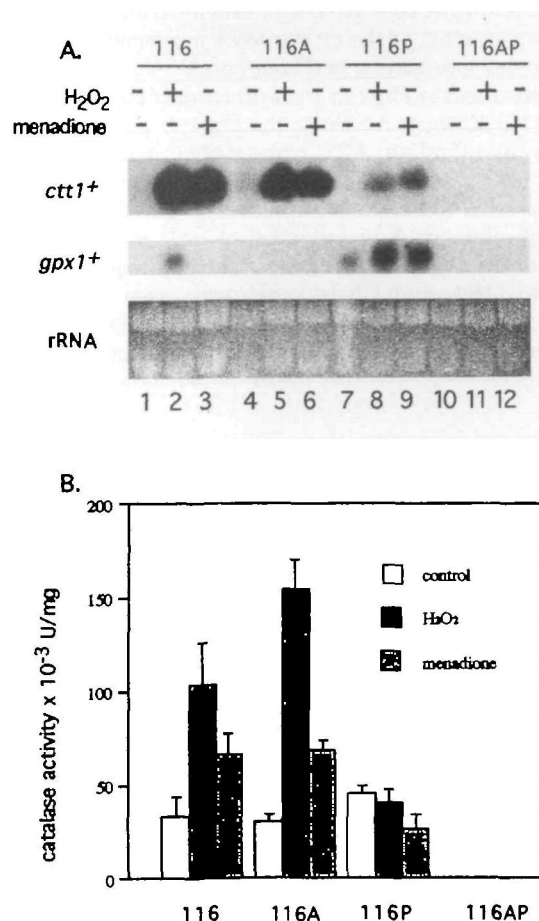 A.
116 116A 116P 116AP
H2O2 - + - - + - - + - - + -
menadione - - + - - + - - + - - +
ctt1+
gpx1+
rRNA
1 2 3 4 5 6 7 8 9 10 11 12
B.
catalase activity x 10-3 U/mg
200
150
100
50
0
control
H2O2
menadione
116 116A 116P 116AP